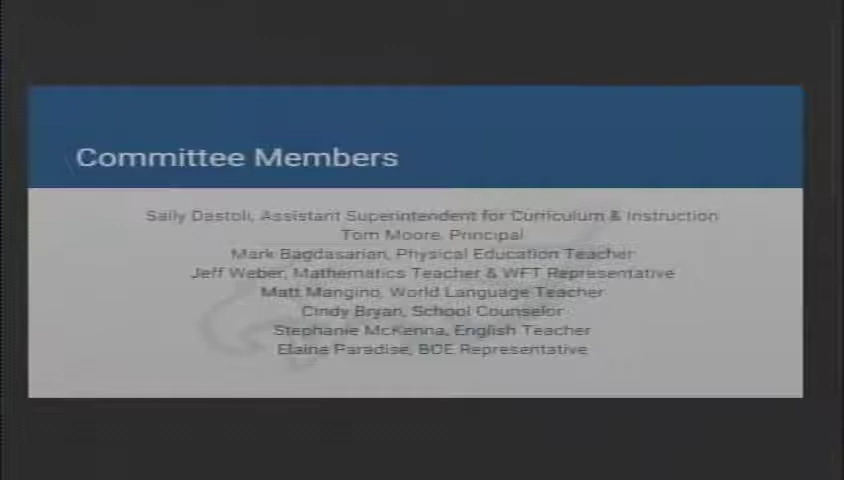 Committee Members
Sally Dastoli, Assistant Superintendent for Curriculum & Instruction
Tom Moore, Principal
Mark Bagdasarian, Physical Education Teacher
Jeff Weber, Mathematics Teacher & WFT Representative
Matt Mangino, World Language Teacher
Cindy Bryan, School Counselor
Stephanie McKenna, English Teacher
Elaine Paradise, BOE Representative